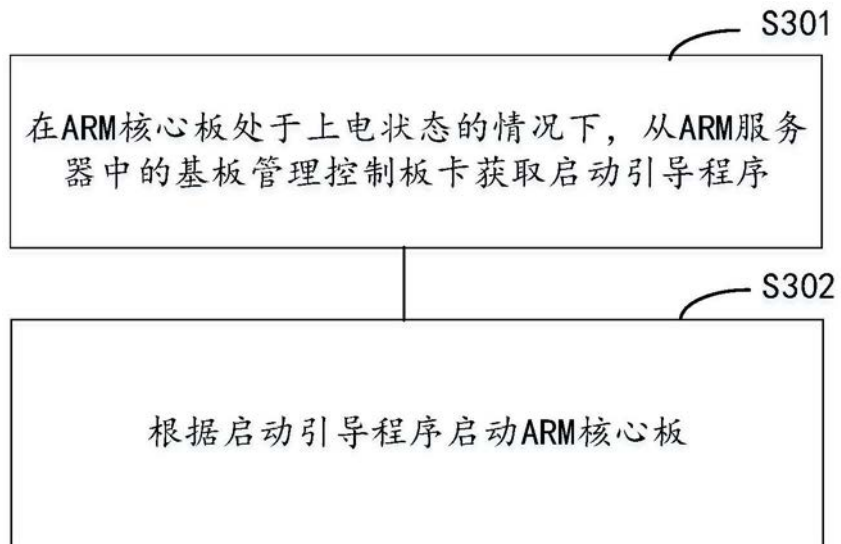 S301
在ARM核心板处于上电状态的情况下，从ARM服务
器中的基板管理控制板卡获取启动引导程序
S302
根据启动引导程序启动ARM核心板